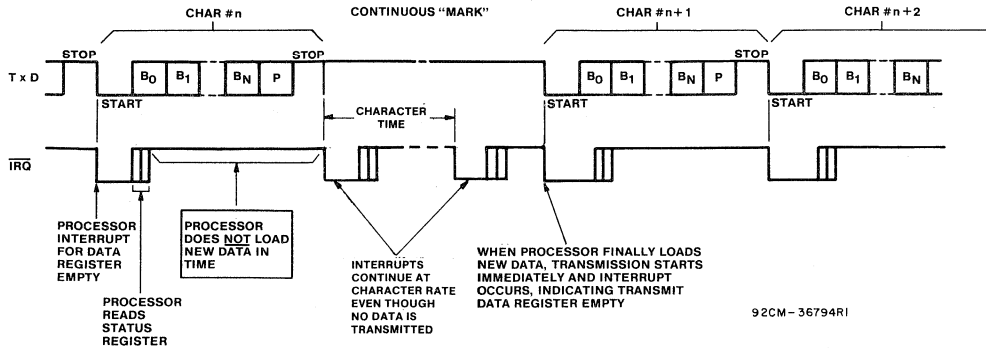 CHAR #n
CONTINUOUS "MARK"
CHAR #n+1
CHAR #n+2
T x D
STOP
START
B0
B1
BN
P
STOP
START
B0
B1
BN
P
STOP
START
B0
B1
BN
CHARACTER
TIME
IRQ
PROCESSOR
INTERRUPT
FOR DATA
REGISTER
EMPTY
PROCESSOR
READS
STATUS
REGISTER
PROCESSOR
DOES NOT LOAD
NEW DATA IN
TIME
INTERRUPTS
CONTINUE AT
CHARACTER RATE
EVEN THOUGH
NO DATA IS
TRANSMITTED
WHEN PROCESSOR FINALLY LOADS
NEW DATA, TRANSMISSION STARTS
IMMEDIATELY AND INTERRUPT
OCCURS, INDICATING TRANSMIT
DATA REGISTER EMPTY
92CM-36794R1